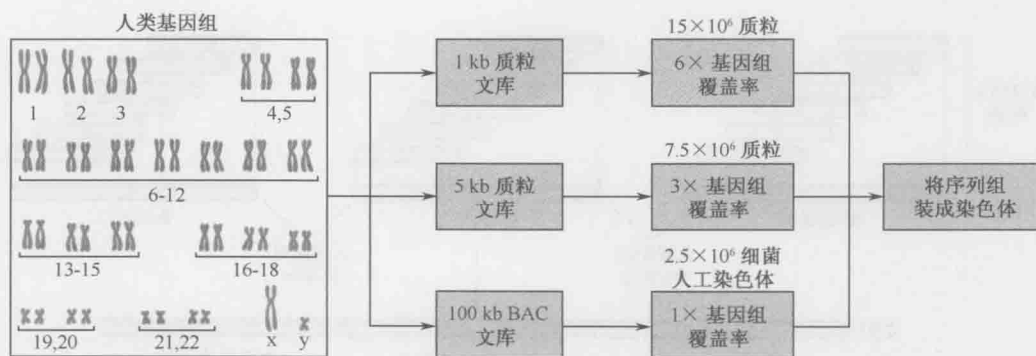 人类基因组
1 2 3
4,5
6-12
13-15
16-18
19,20
21,22
x y
1 kb 质粒
文库
15×10⁶ 质粒
6× 基因组
覆盖率
5 kb 质粒
文库
7.5×10⁶ 质粒
3× 基因组
覆盖率
100 kb BAC
文库
2.5×10⁶ 细菌
人工染色体
1× 基因组
覆盖率
将序列组
装成染色体